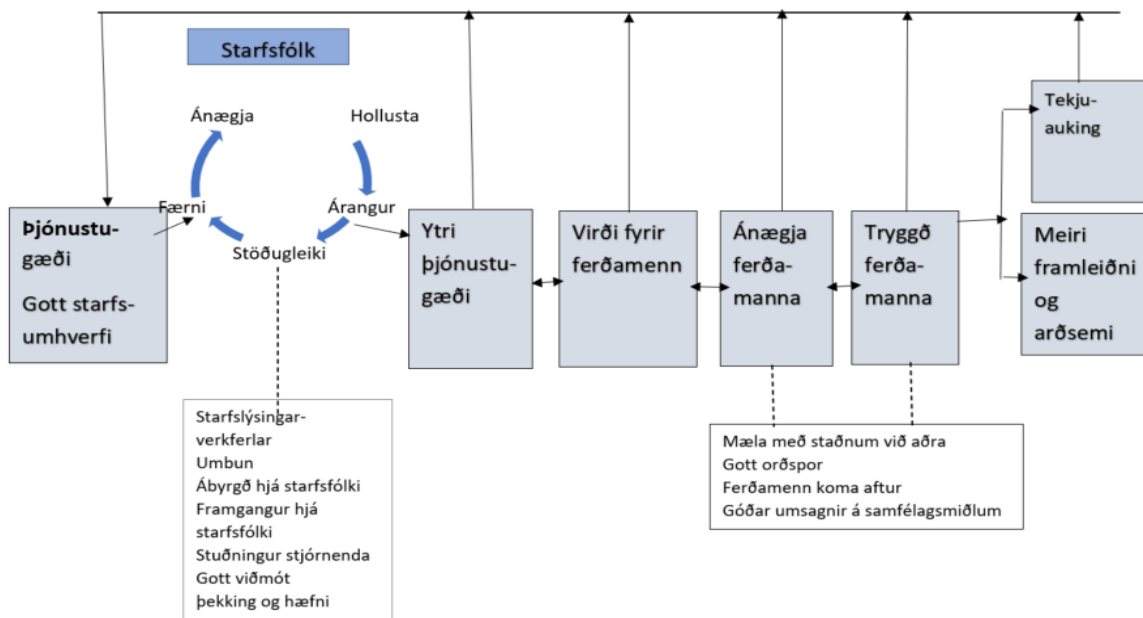 Starfsfólk
Ánægja
Hollusta
Færni
Árangur
Stöðugleiki
Þjónustu-
gæði
Gott starfs-
umhverfi
Ytri
þjónustu-
gæði
Virði fyrir
ferðamenn
Ánægja
ferða-
manna
Tryggð
ferða-
manna
Tekju-
auking
Meiri
framleiðni
og
arðsemi
Starfslýsingar-
verkferlar
Umbun
Ábyrgð hjá starfsfólki
Framgangur hjá
starfsfólki
Stuðningur stjórnenda
Gott viðmót
þekking og hæfni
Mæla með staðnum við aðra
Gott orðspor
Ferðamenn koma aftur
Góðar umsagnir á samfélagsmiðlum